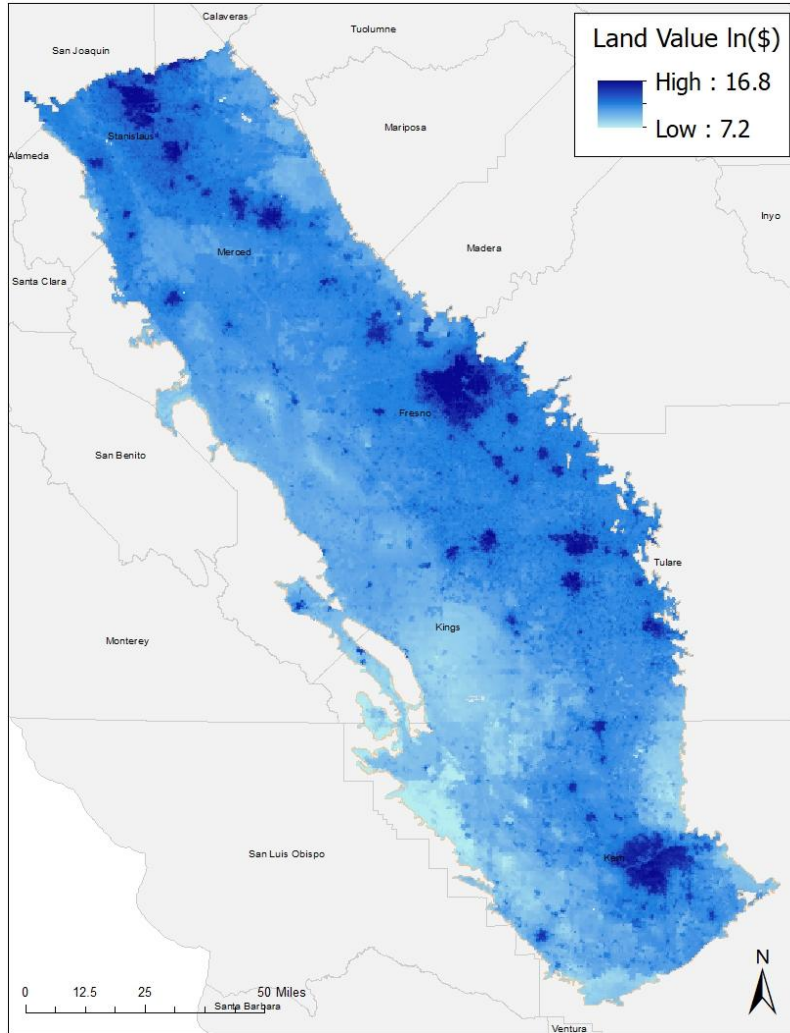 Calaveras
Tuolumne
San Joaquin
Land Value ln($)
High : 16.8
Low : 7.2
Stanislaus
Mariposa
Alameda
Inyo
Madera
Merced
Santa Clara
Fresno
San Benito
Tulare
Kings
Monterey
San Luis Obispo
Kern
N
0 12.5 25 50 Miles
Santa Barbara
Ventura